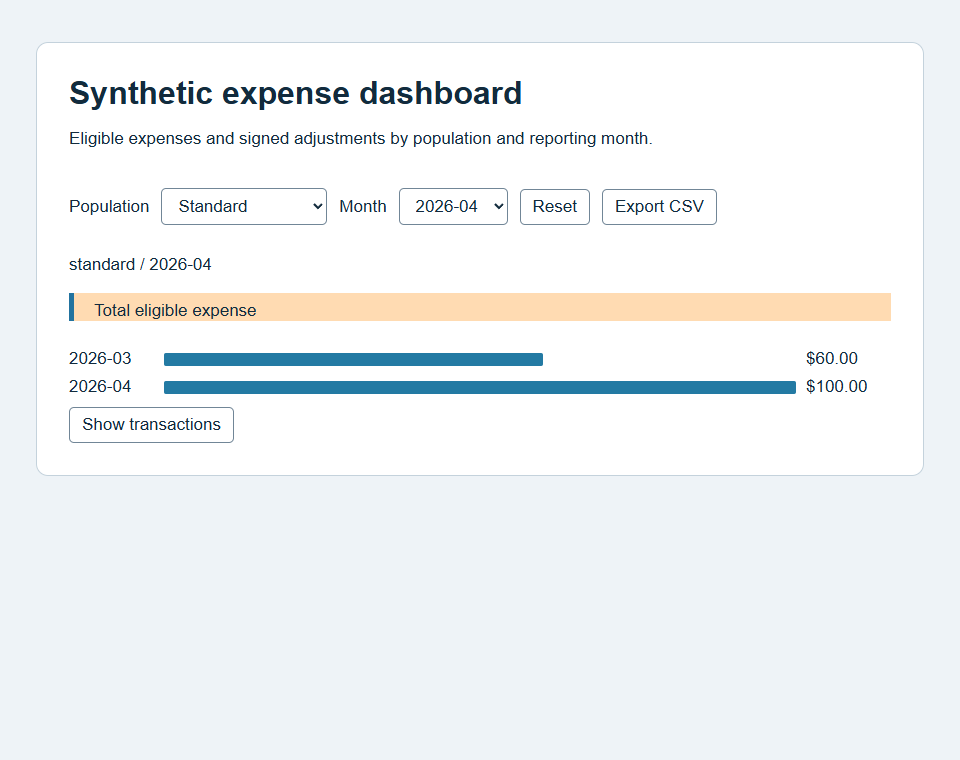 Synthetic expense dashboard
Eligible expenses and signed adjustments by population and reporting month.
Population Standard Month 2026-04 Reset Export CSV
standard / 2026-04
Total eligible expense
2026-03 $60.00
2026-04 $100.00
Show transactions